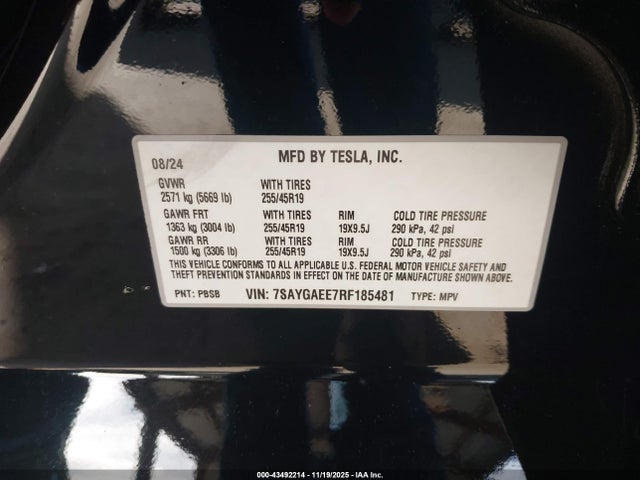 08/24 MFD BY TESLA, INC.
GVWR WITH TIRES
2571 kg (5669 lb) 255/45R19
GAWR FRT WITH TIRES RIM COLD TIRE PRESSURE
1363 kg (3004 lb) 255/45R19 19X9.5J 290 kPa, 42 psi
GAWR RR WITH TIRES RIM COLD TIRE PRESSURE
1500 kg (3306 lb) 255/45R19 19X9.5J 290 kPa, 42 psi
THIS VEHICLE CONFORMS TO ALL APPLICABLE U.S. FEDERAL MOTOR VEHICLE SAFETY AND
THEFT PREVENTION STANDARDS IN EFFECT ON THE DATE OF MANUFACTURE SHOWN ABOVE.
PNT: PBSB VIN: 7SAYGAEE7RF185481 TYPE: MPV
000-43492214 - 11/19/2025 - IAA Inc.